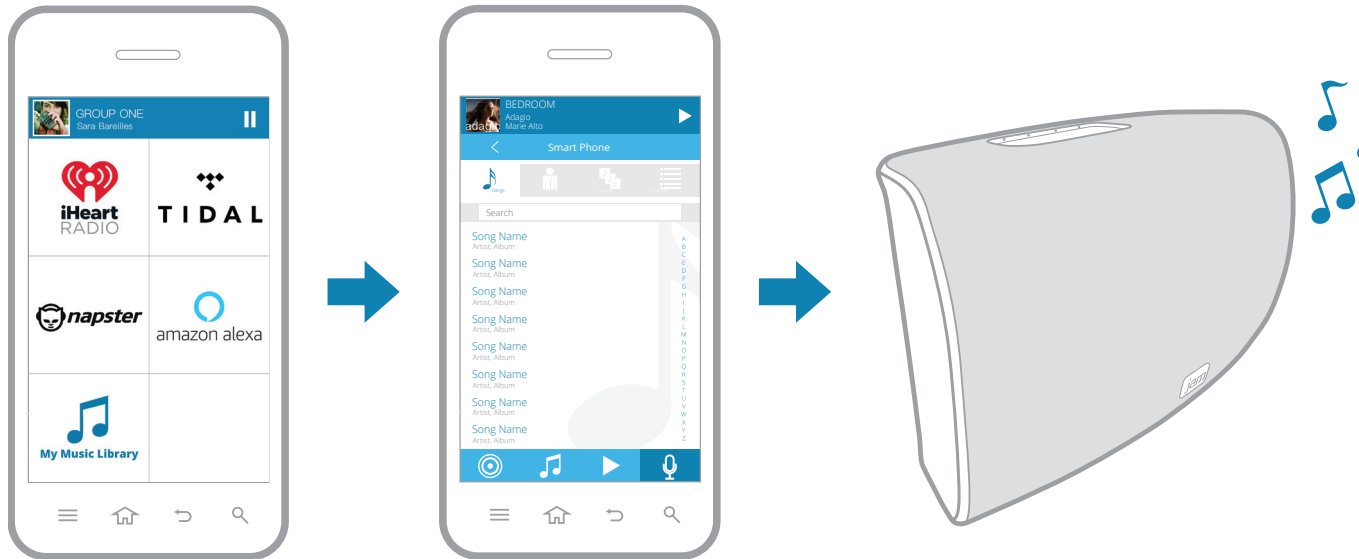 GROUP ONE
Sara Bareilles
iHeart
RADIO
TIDAL
napster
amazon alexa
My Music Library
BEDROOM
adagio
Adagio
Marie Alto
Smart Phone
Songs
Search
Song Name
Artist, Album
Song Name
Artist, Album
Song Name
Artist, Album
Song Name
Artist, Album
Song Name
Artist, Album
Song Name
Artist, Album
Song Name
Artist, Album
Song Name
Artist, Album
A
B
C
D
E
F
G
H
I
J
K
L
M
N
O
P
Q
R
S
T
U
V
W
X
Y
Z
jam